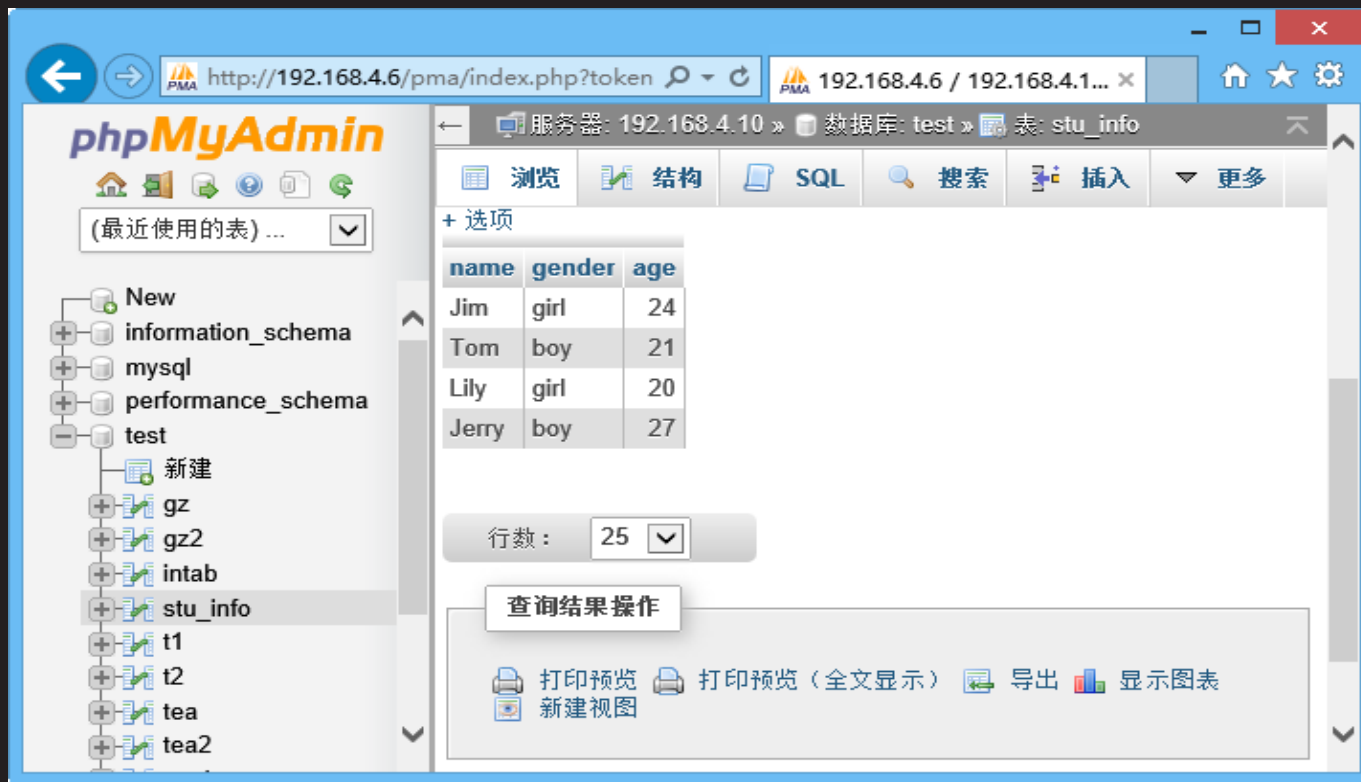 http://192.168.4.6/pma/index.php?token
PMA 192.168.4.6 / 192.168.4.1...
phpMyAdmin
(最近使用的表) ...
New
information_schema
mysql
performance_schema
test
新建
gz
gz2
intab
stu_info
t1
t2
tea
tea2
服务器: 192.168.4.10 » 数据库: test » 表: stu_info
浏览 结构 SQL 搜索 插入 更多
+ 选项
name gender age
Jim girl 24
Tom boy 21
Lily girl 20
Jerry boy 27
行数: 25
查询结果操作
打印预览 打印预览（全文显示） 导出 显示图表
新建视图